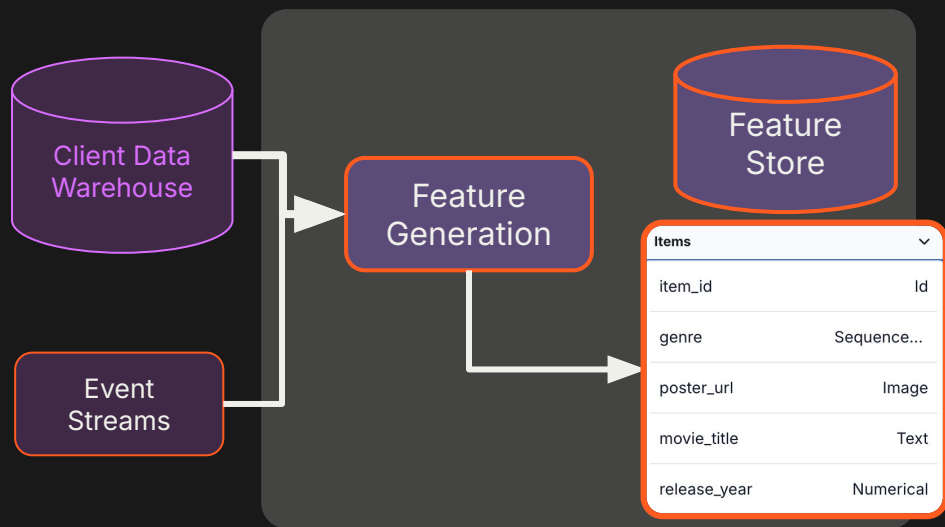 Client Data
Warehouse
Event
Streams
Feature
Generation
Feature
Store
Items
item_id Id
genre Sequence...
poster_url Image
movie_title Text
release_year Numerical